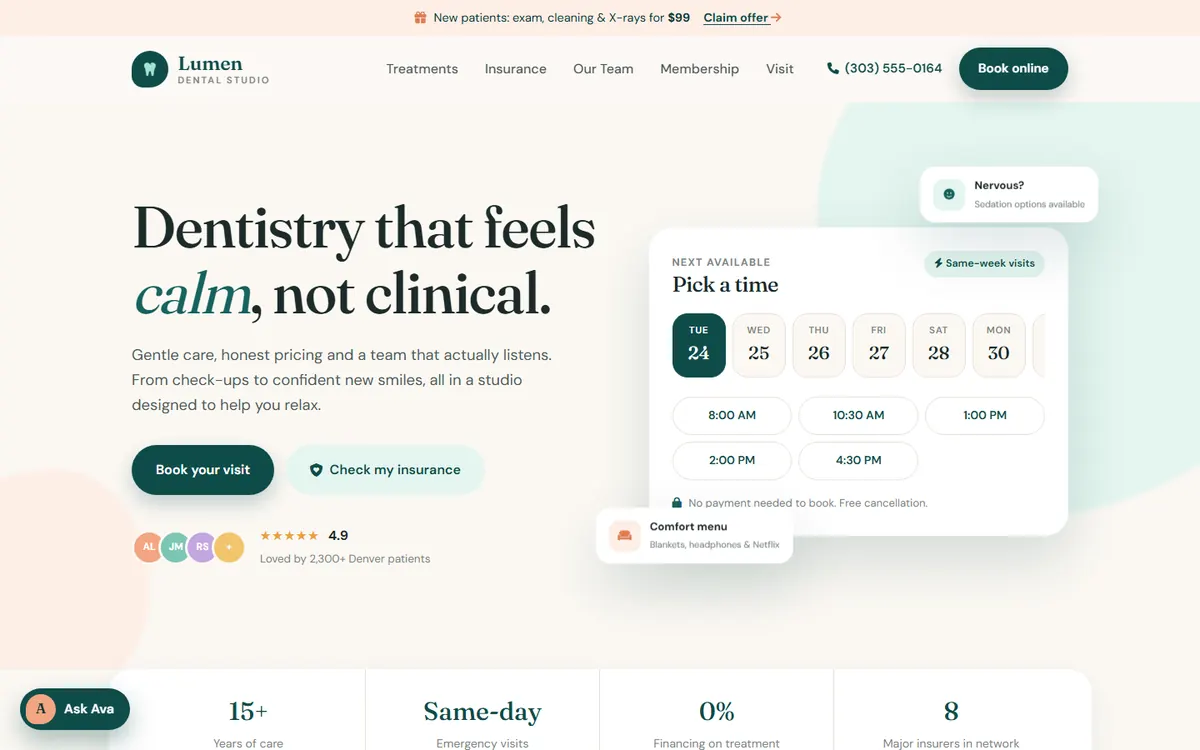 New patients: exam, cleaning & X-rays for $99 Claim offer
Lumen
DENTAL STUDIO
Treatments Insurance Our Team Membership Visit (303) 555-0164 Book online
Nervous?
Sedation options available
Dentistry that feels
calm, not clinical.
Gentle care, honest pricing and a team that actually listens.
From check-ups to confident new smiles, all in a studio
designed to help you relax.
Book your visit Check my insurance
AL JM RS +
4.9
Loved by 2,300+ Denver patients
NEXT AVAILABLE
Pick a time
Same-week visits
TUE WED THU FRI SAT MON
24 25 26 27 28 30
8:00 AM 10:30 AM 1:00 PM
2:00 PM 4:30 PM
No payment needed to book. Free cancellation.
Comfort menu
Blankets, headphones & Netflix
A Ask Ava
15+ Same-day 0% 8
Years of care Emergency visits Financing on treatment Major insurers in network